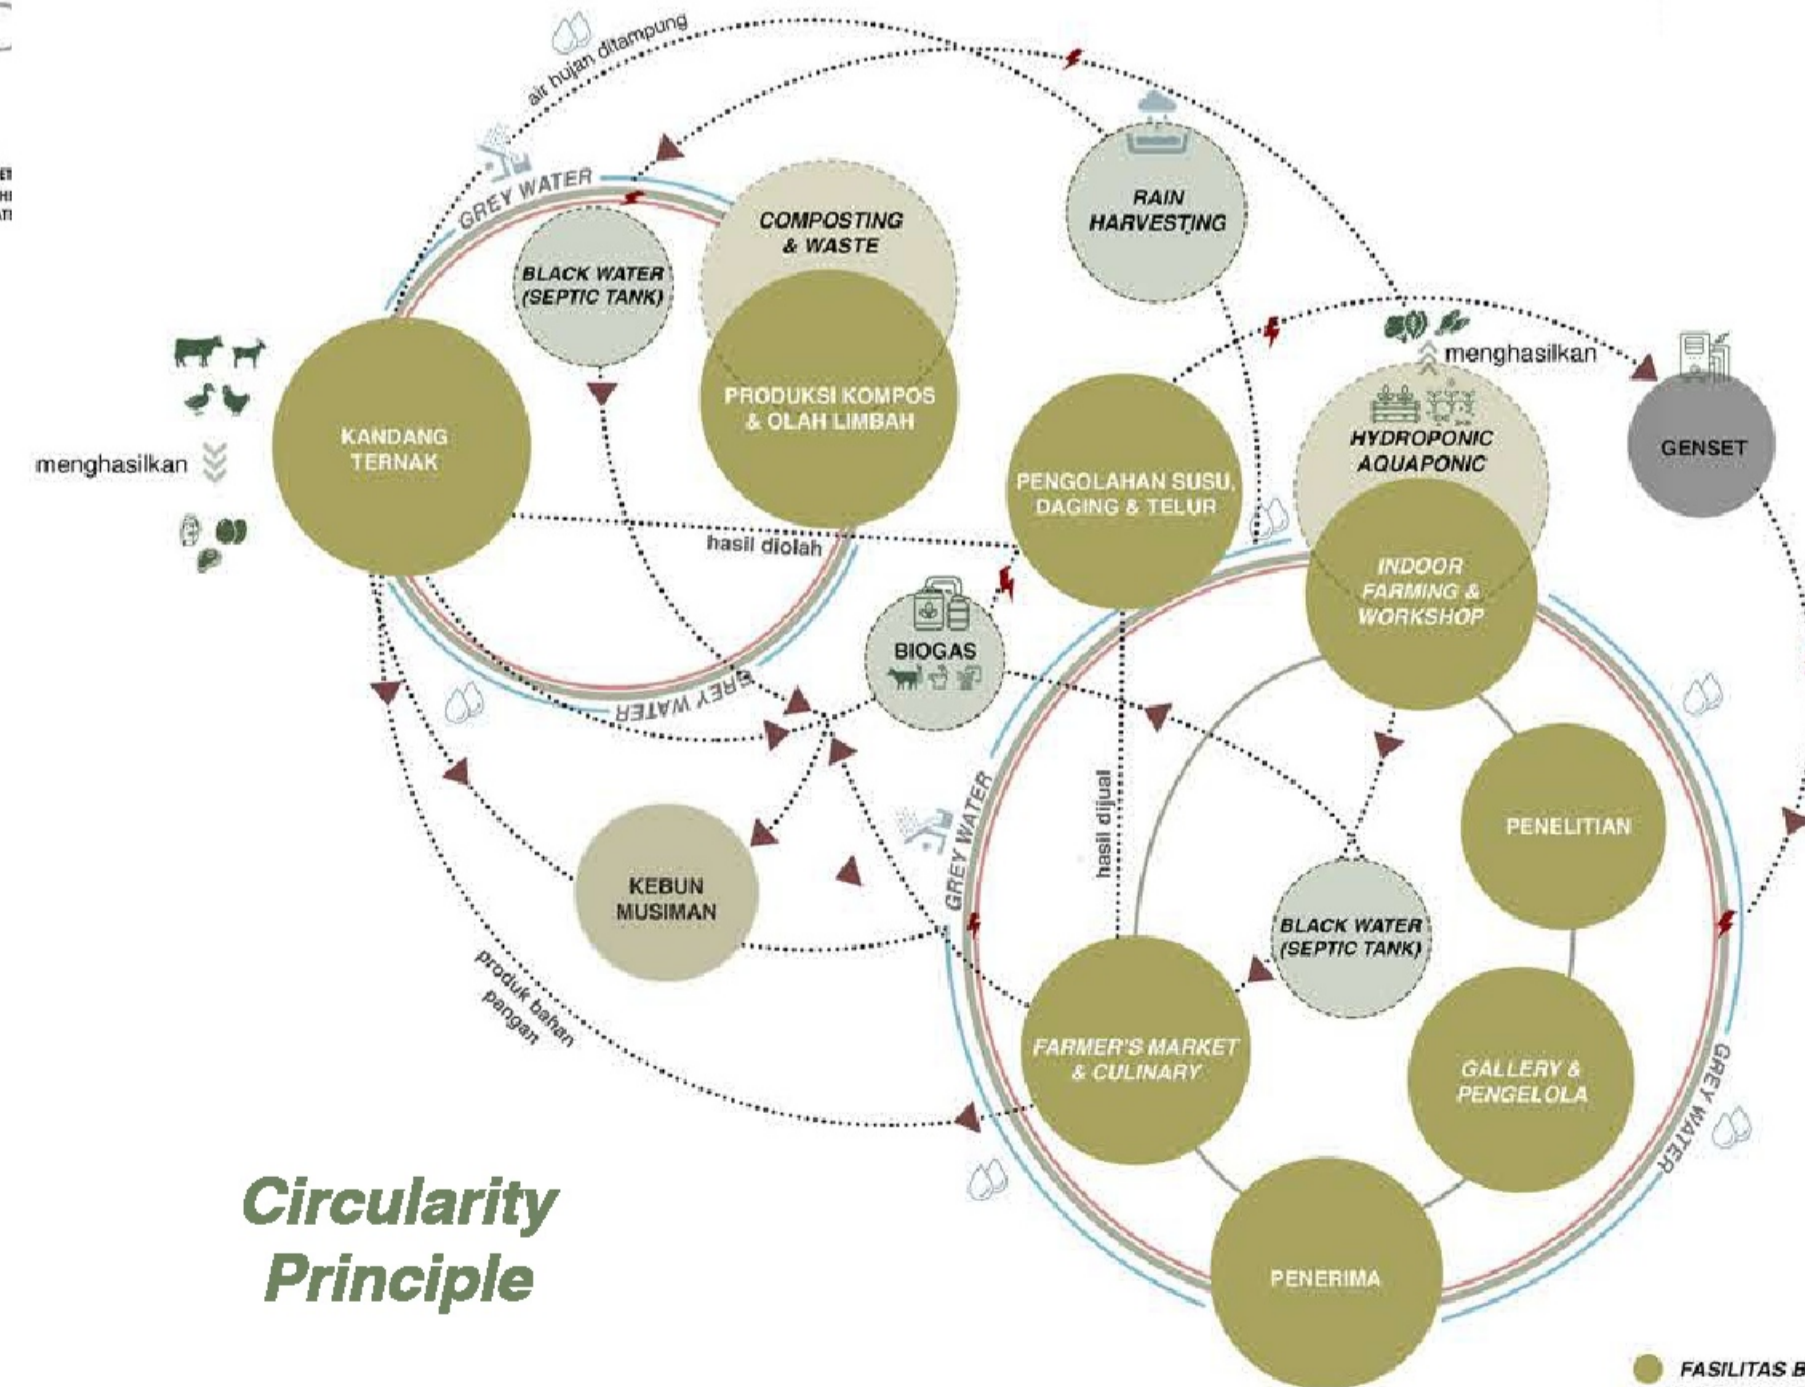 air hujan ditampung
GREY WATER
COMPOSTING
& WASTE
RAIN
HARVESTING
BLACK WATER
(SEPTIC TANK)
menghasilkan
PRODUKSI KOMPOS
& OLAH LIMBAH
KANDANG
TERNAK
HYDROPONIC
AQUAPONIC
GENSET
menghasilkan
PENGOLAHAN SUSU,
DAGING & TELUR
hasil diolah
INDOOR
FARMING &
WORKSHOP
BIOGAS
GREY WATER
hasil dijual
GREY WATER
PENELITIAN
KEBUN
MUSIMAN
BLACK WATER
(SEPTIC TANK)
produk bahan
pangan
FARMER'S MARKET
& CULINARY
GALLERY &
PENGELOLA
GREY WATER
Circularity
Principle
PENERIMA
FASILITAS B